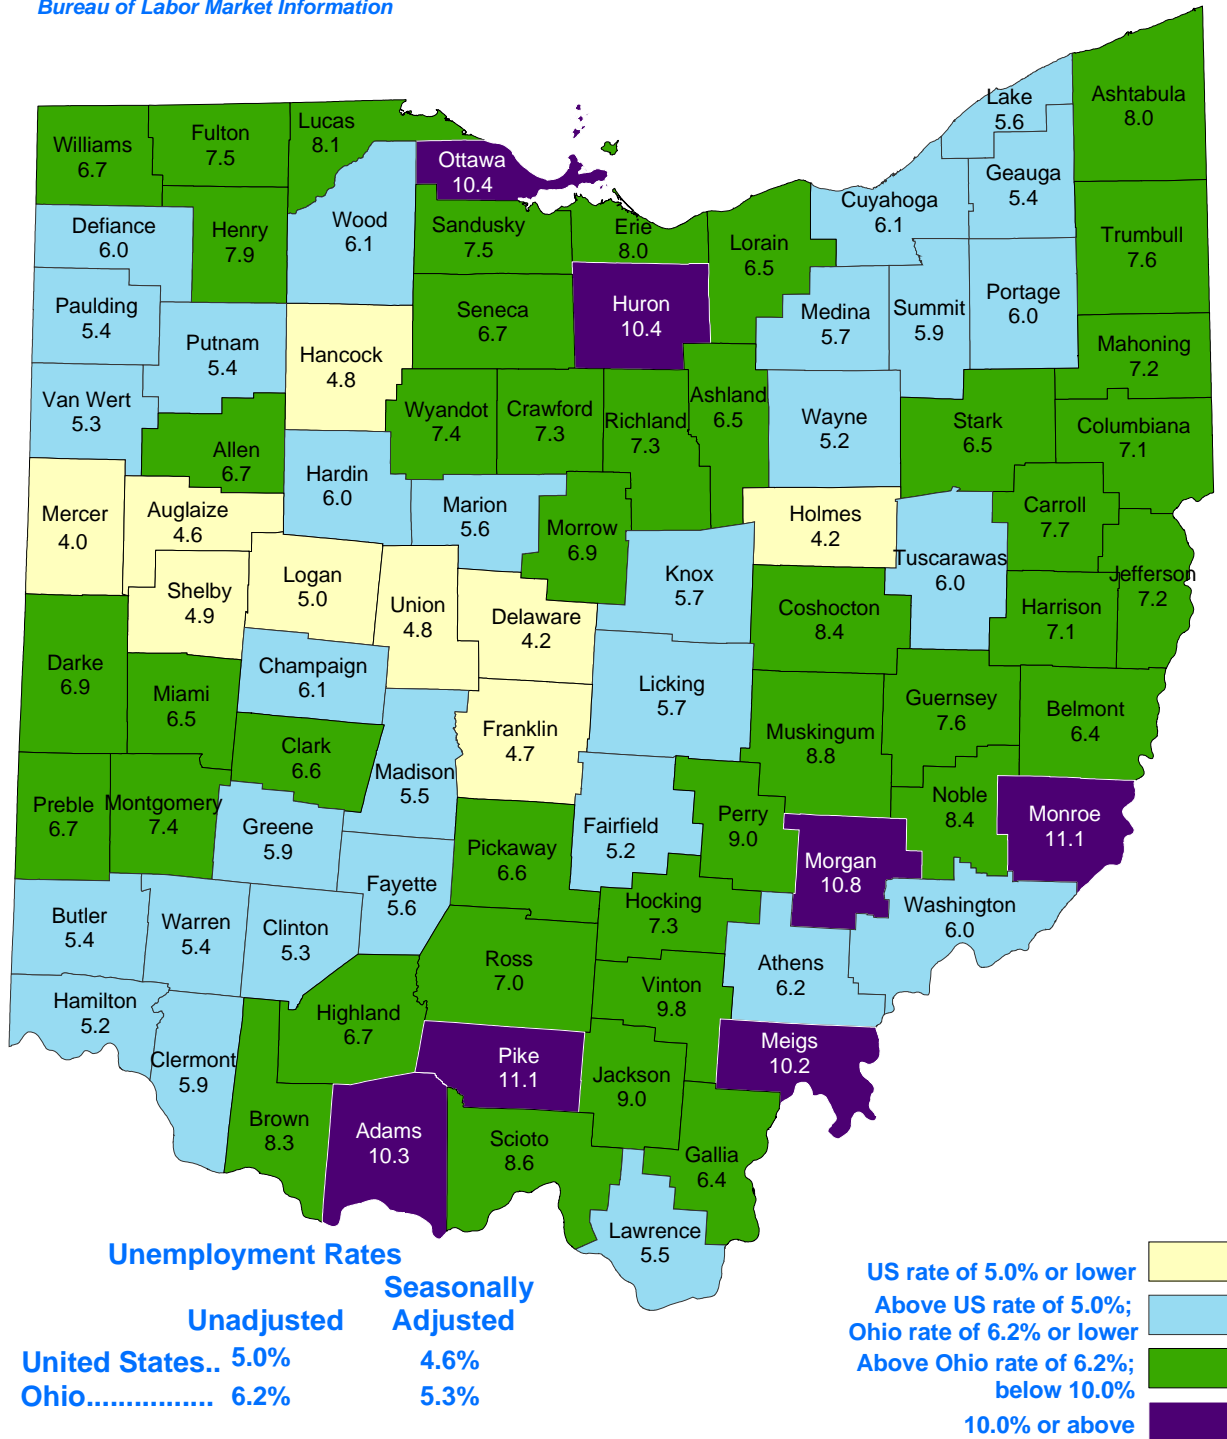 Bureau of Labor Market Information
Lake
5.6
Ashtabula
8.0
Williams
6.7
Fulton
7.5
Lucas
8.1
Ottawa
10.4
Geauga
5.4
Cuyahoga
6.1
Defiance
6.0
Henry
7.9
Wood
6.1
Sandusky
7.5
Erie
8.0
Lorain
6.5
Trumbull
7.6
Paulding
5.4
Putnam
5.4
Seneca
6.7
Huron
10.4
Medina
5.7
Summit
5.9
Portage
6.0
Hancock
4.8
Mahoning
7.2
Van Wert
5.3
Allen
6.7
Wyandot
7.4
Crawford
7.3
Richland
7.3
Ashland
6.5
Wayne
5.2
Stark
6.5
Columbiana
7.1
Hardin
6.0
Mercer
4.0
Auglaize
4.6
Marion
5.6
Morrow
6.9
Holmes
4.2
Carroll
7.7
Tuscarawas
6.0
Jefferson
7.2
Shelby
4.9
Logan
5.0
Union
4.8
Delaware
4.2
Knox
5.7
Coshocton
8.4
Harrison
7.1
Darke
6.9
Champaign
6.1
Miami
6.5
Licking
5.7
Guernsey
7.6
Belmont
6.4
Clark
6.6
Franklin
4.7
Muskingum
8.8
Madison
5.5
Preble
6.7
Montgomery
7.4
Greene
5.9
Fairfield
5.2
Perry
9.0
Noble
8.4
Monroe
11.1
Pickaway
6.6
Morgan
10.8
Fayette
5.6
Hocking
7.3
Washington
6.0
Butler
5.4
Warren
5.4
Clinton
5.3
Ross
7.0
Athens
6.2
Vinton
9.8
Hamilton
5.2
Highland
6.7
Clermont
5.9
Pike
11.1
Meigs
10.2
Jackson
9.0
Brown
8.3
Adams
10.3
Scioto
8.6
Gallia
6.4
Lawrence
5.5
Unemployment Rates
Seasonally
Unadjusted Adjusted
United States.. 5.0% 4.6%
Ohio................ 6.2% 5.3%
US rate of 5.0% or lower
Above US rate of 5.0%;
Ohio rate of 6.2% or lower
Above Ohio rate of 6.2%;
below 10.0%
10.0% or above